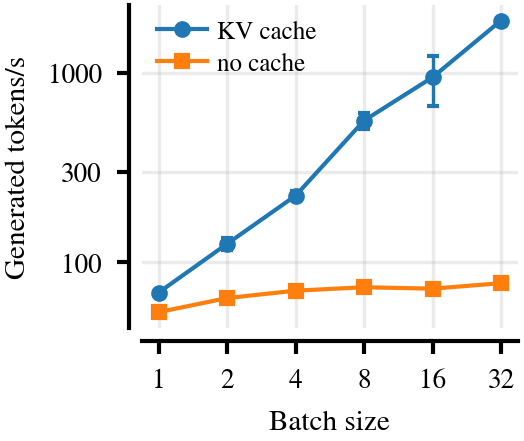 KV cache
no cache
Generated tokens/s
1000
300
100
1 2 4 8 16 32
Batch size